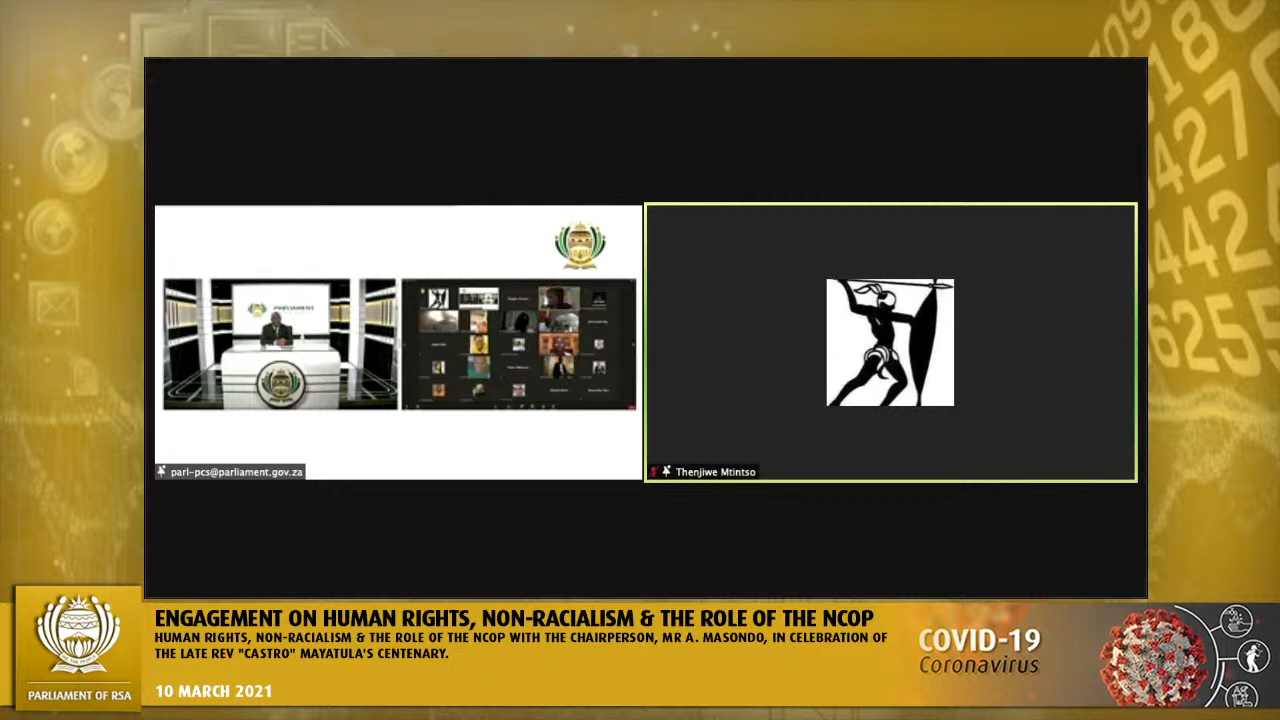 parl-pcs@parliament.gov.za
Thenjiwe Mtintso
ENGAGEMENT ON HUMAN RIGHTS, NON-RACIALISM & THE ROLE OF THE NCOP
HUMAN RIGHTS, NON-RACIALISM & THE ROLE OF THE NCOP WITH THE CHAIRPERSON, MR A. MASONDO, IN CELEBRATION OF
THE LATE REV "CASTRO" MAYATULA'S CENTENARY.
10 MARCH 2021
PARLIAMENT OF RSA
COVID-19
Coronavirus